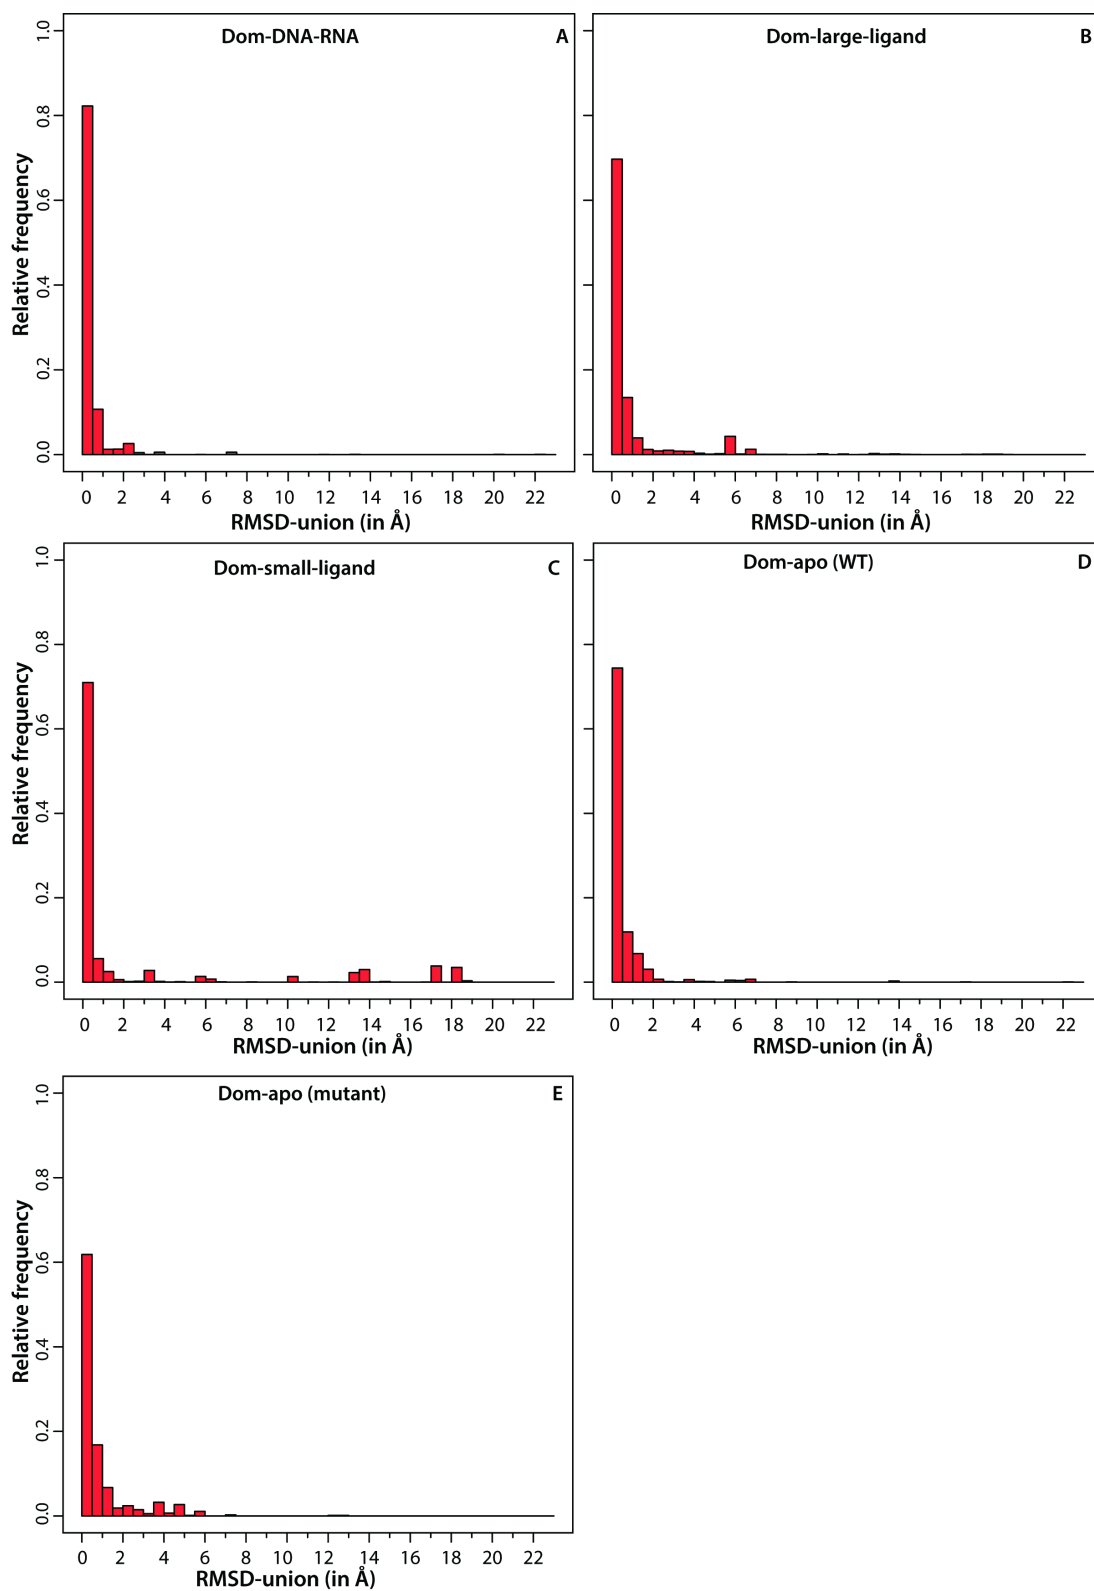 Dom-DNA-RNA A
Relative frequency
1.0
0.8
0.6
0.4
0.2
0.0
0 2 4 6 8 10 12 14 16 18 20 22
RMSD-union (in Å)
Dom-large-ligand B
0 2 4 6 8 10 12 14 16 18 20 22
RMSD-union (in Å)
Dom-small-ligand C
Relative frequency
1.0
0.8
0.6
0.4
0.2
0.0
0 2 4 6 8 10 12 14 16 18 20 22
RMSD-union (in Å)
Dom-apo (WT) D
0 2 4 6 8 10 12 14 16 18 20 22
RMSD-union (in Å)
Dom-apo (mutant) E
Relative frequency
1.0
0.8
0.6
0.4
0.2
0.0
0 2 4 6 8 10 12 14 16 18 20 22
RMSD-union (in Å)